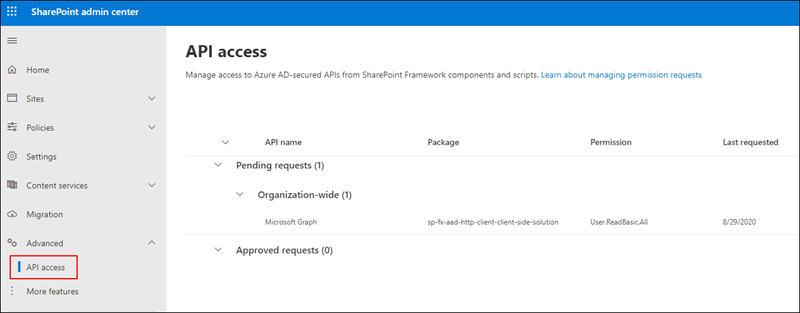 SharePoint admin center
Home
Sites
Policies
Settings
Content services
Migration
Advanced
API access
More features
API access
Manage access to Azure AD-secured APIs from SharePoint Framework components and scripts. Learn about managing permission requests
API name Package Permission Last requested
Pending requests (1)
Organization-wide (1)
Microsoft Graph sp-fx-aad-http-client-client-side-solution User.ReadBasic.All 8/29/2020
Approved requests (0)